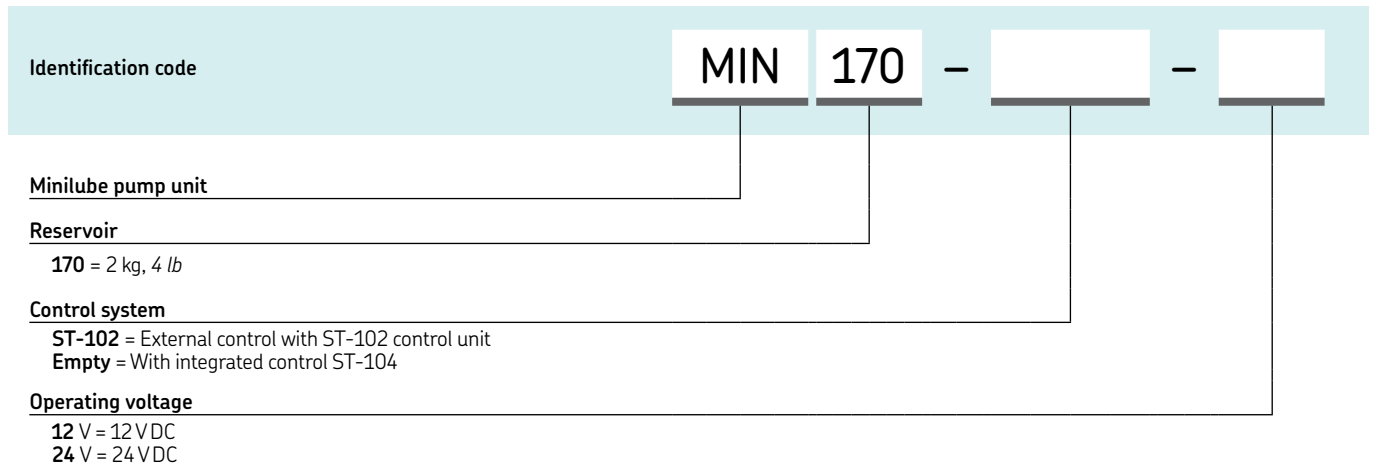 Identification code MIN 170 – –
Minilube pump unit
Reservoir
170 = 2 kg, 4 lb
Control system
ST-102 = External control with ST-102 control unit
Empty = With integrated control ST-104
Operating voltage
12 V = 12 V DC
24 V = 24 V DC